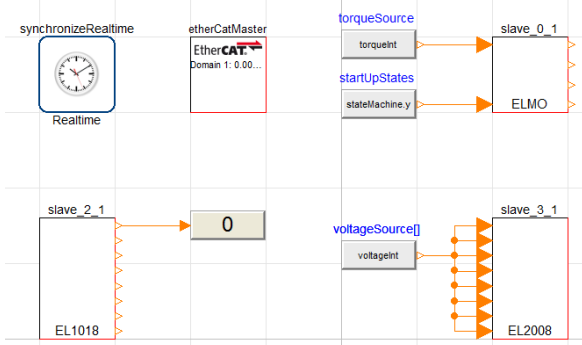 torqueSource
synchronizeRealtime
etherCatMaster
slave_0_1
EtherCAT
torqueInt
Domain 1: 0.00...
startUpStates
stateMachine.y
ELMO
Realtime
slave_2_1
slave_3_1
0
voltageSource[]
voltageInt
EL1018
EL2008